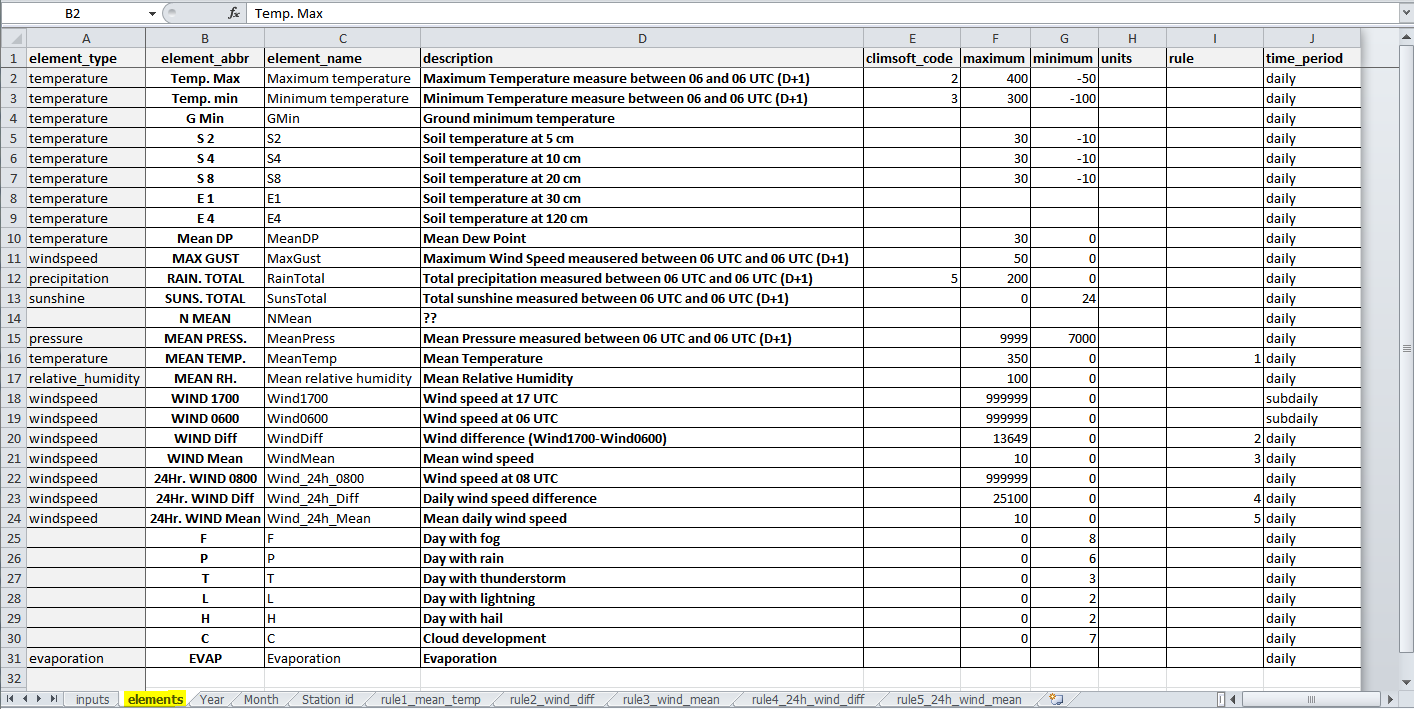 B2 fx Temp. Max
A B C D E F G H I J
1 element_type element_abbr element_name description climsoft_code maximum minimum units rule time_period
2 temperature Temp. Max Maximum temperature Maximum Temperature measure between 06 and 06 UTC (D+1) 2 400 -50 daily
3 temperature Temp. min Minimum temperature Minimum Temperature measure between 06 and 06 UTC (D+1) 3 300 -100 daily
4 temperature G Min GMin Ground minimum temperature daily
5 temperature S 2 S2 Soil temperature at 5 cm 30 -10 daily
6 temperature S 4 S4 Soil temperature at 10 cm 30 -10 daily
7 temperature S 8 S8 Soil temperature at 20 cm 30 -10 daily
8 temperature E 1 E1 Soil temperature at 30 cm daily
9 temperature E 4 E4 Soil temperature at 120 cm daily
10 temperature Mean DP MeanDP Mean Dew Point 30 0 daily
11 windspeed MAX GUST MaxGust Maximum Wind Speed meausered between 06 UTC and 06 UTC (D+1) 50 0 daily
12 precipitation RAIN. TOTAL RainTotal Total precipitation measured between 06 UTC and 06 UTC (D+1) 5 200 0 daily
13 sunshine SUNS. TOTAL SunsTotal Total sunshine measured between 06 UTC and 06 UTC (D+1) 0 24 daily
14 N MEAN NMean ?? daily
15 pressure MEAN PRESS. MeanPress Mean Pressure measured between 06 UTC and 06 UTC (D+1) 9999 7000 daily
16 temperature MEAN TEMP. MeanTemp Mean Temperature 350 0 1 daily
17 relative_humidity MEAN RH. Mean relative humidity Mean Relative Humidity 100 0 daily
18 windspeed WIND 1700 Wind1700 Wind speed at 17 UTC 999999 0 subdaily
19 windspeed WIND 0600 Wind0600 Wind speed at 06 UTC 999999 0 subdaily
20 windspeed WIND Diff WindDiff Wind difference (Wind1700-Wind0600) 13649 0 2 daily
21 windspeed WIND Mean WindMean Mean wind speed 10 0 3 daily
22 windspeed 24Hr. WIND 0800 Wind_24h_0800 Wind speed at 08 UTC 999999 0 daily
23 windspeed 24Hr. WIND Diff Wind_24h_Diff Daily wind speed difference 25100 0 4 daily
24 windspeed 24Hr. WIND Mean Wind_24h_Mean Mean daily wind speed 10 0 5 daily
25 F F Day with fog 0 8 daily
26 P P Day with rain 0 6 daily
27 T T Day with thunderstorm 0 3 daily
28 L L Day with lightning 0 2 daily
29 H H Day with hail 0 2 daily
30 C C Cloud development 0 7 daily
31 evaporation EVAP Evaporation Evaporation daily
32
inputs elements Year Month Station id rule1_mean_temp rule2_wind_diff rule3_wind_mean rule4_24h_wind_diff rule5_24h_wind_mean